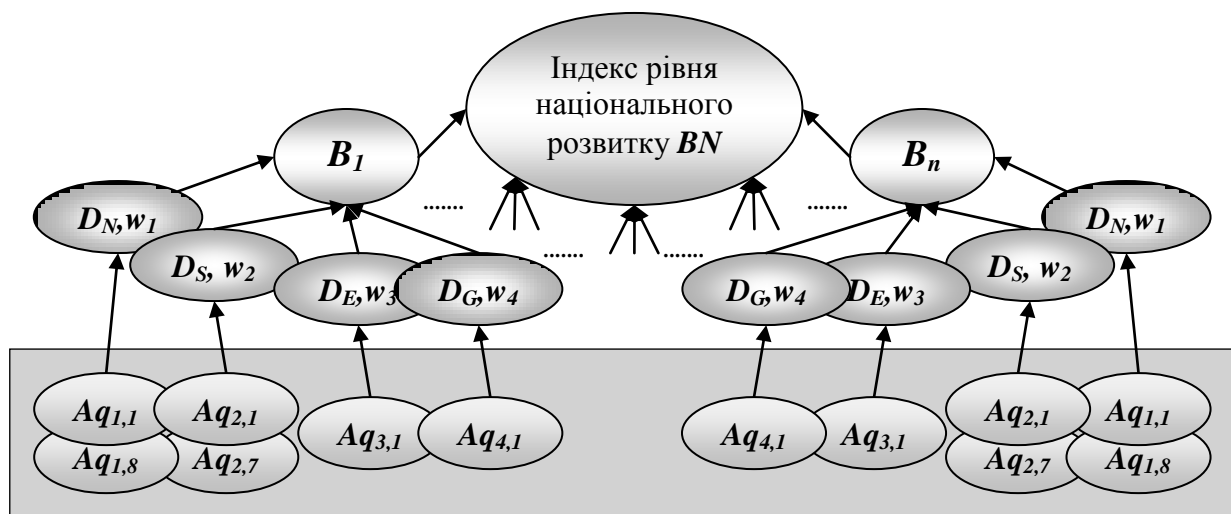 Індекс рівня
національного
розвитку BN
B1
Bn
DN,w1
DS, w2
DE,w3
DG,w4
.......
.......
.......
.......
DG,w4
DE,w3
DS, w2
DN,w1
Aq1,1
Aq2,1
Aq3,1
Aq4,1
Aq1,8
Aq2,7
Aq4,1
Aq3,1
Aq2,1
Aq1,1
Aq2,7
Aq1,8